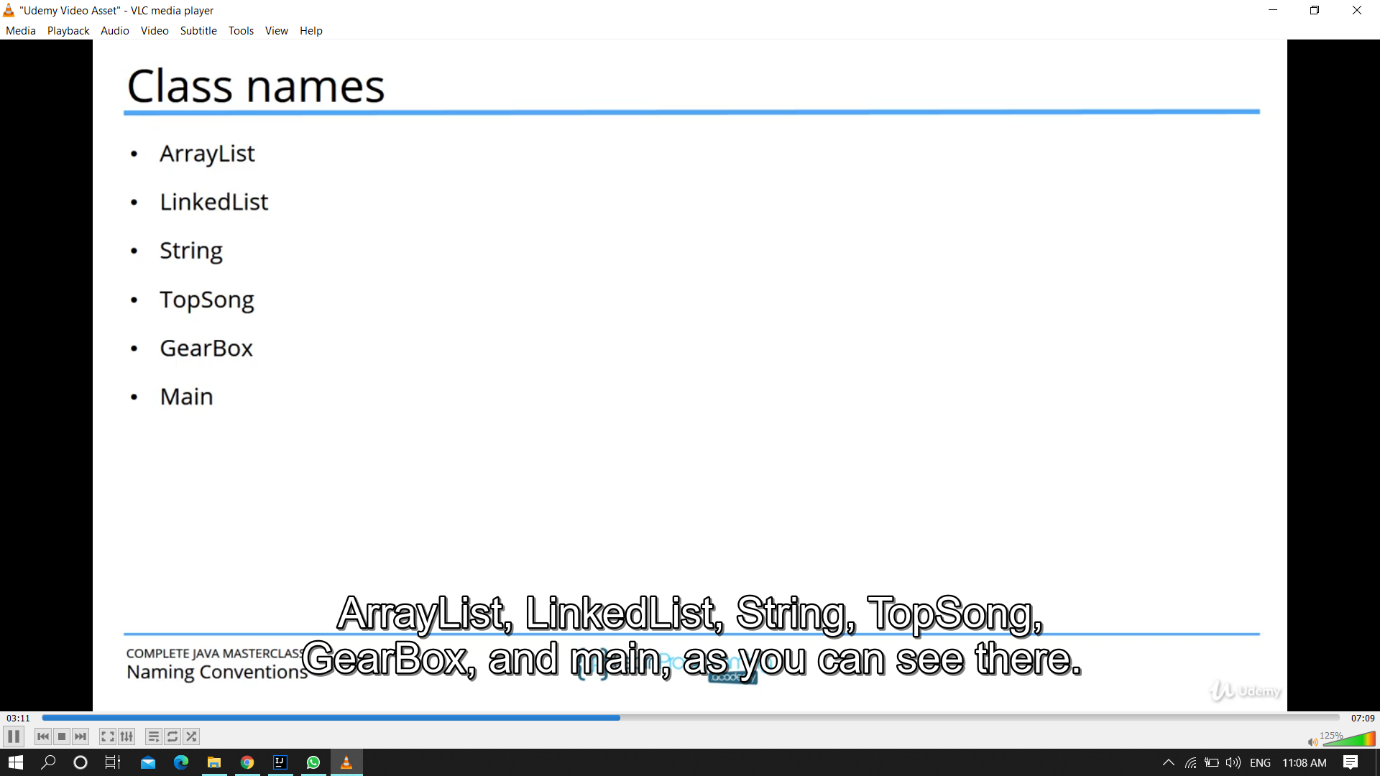 "Udemy Video Asset" - VLC media player
Media Playback Audio Video Subtitle Tools View Help
Class names
• ArrayList
• LinkedList
• String
• TopSong
• GearBox
• Main
ArrayList, LinkedList, String, TopSong,
GearBox, and main, as you can see there.
COMPLETE JAVA MASTERCLASS
Naming Conventions
Udemy
03:11
07:09
125%
ENG 11:08 AM